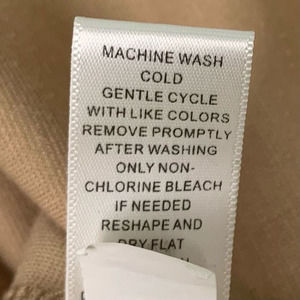 MACHINE WASH
COLD
GENTLE CYCLE
WITH LIKE COLORS
REMOVE PROMPTLY
AFTER WASHING
ONLY NON-
CHLORINE BLEACH
IF NEEDED
RESHAPE AND
DRY FLAT